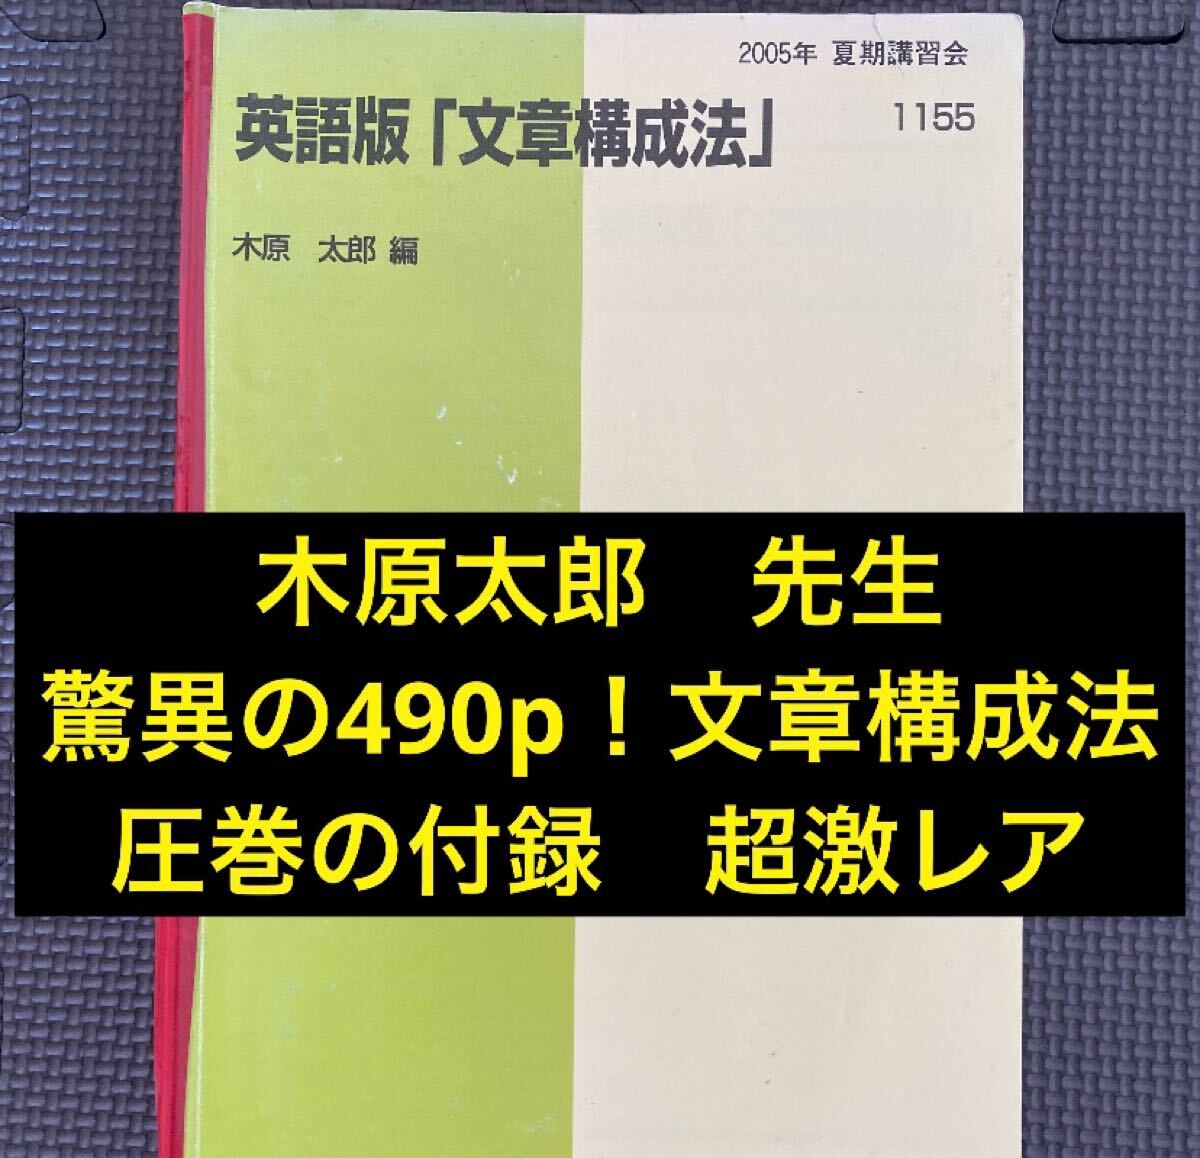 2005年 夏期講習会
英語版「文章構成法」 1155
木原 太郎 編
木原太郎 先生
驚異の490p！文章構成法
圧巻の付録 超激レア